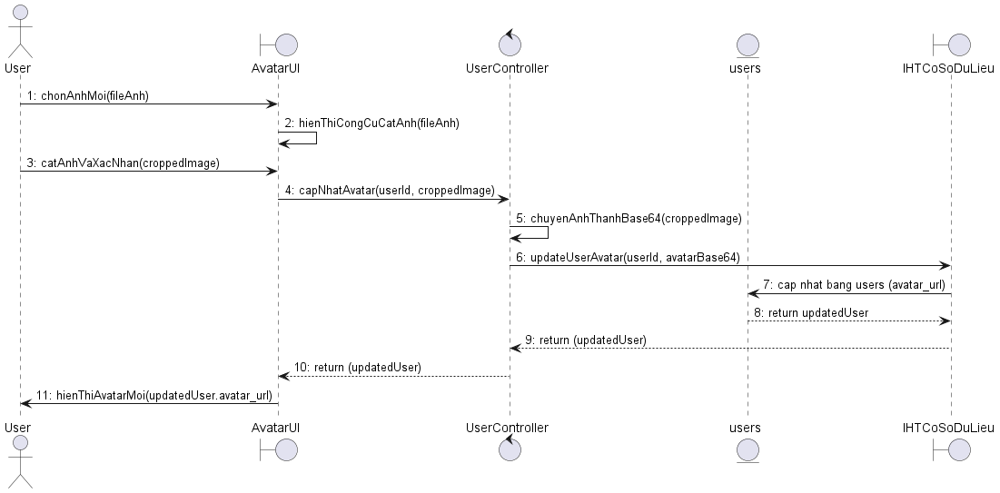 User
AvatarUI
UserController
users
IHTCoSoDuLieu
1: chonAnhMoi(fileAnh)
2: hienThiCongCuCatAnh(fileAnh)
3: catAnhVaXacNhan(croppedImage)
4: capNhatAvatar(userId, croppedImage)
5: chuyenAnhThanhBase64(croppedImage)
6: updateUserAvatar(userId, avatarBase64)
7: cap nhat bang users (avatar_url)
8: return updatedUser
9: return (updatedUser)
10: return (updatedUser)
11: hienThiAvatarMoi(updatedUser.avatar_url)
User
AvatarUI
UserController
users
IHTCoSoDuLieu